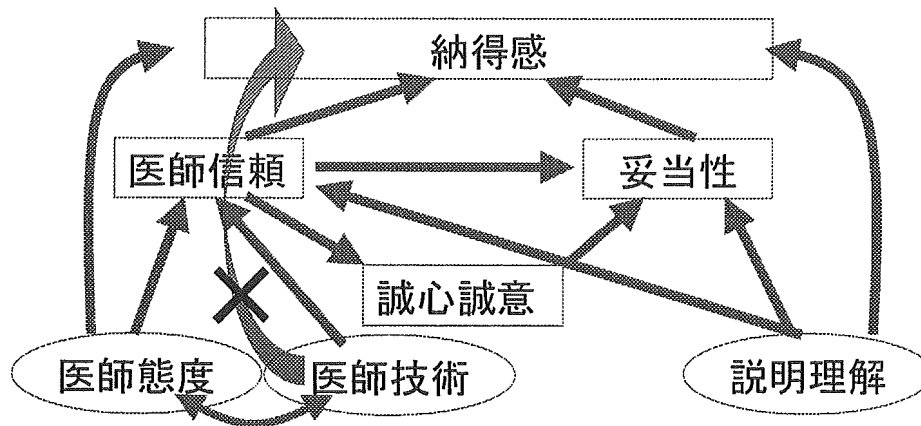 納得感
医師信頼
妥当性
誠心誠意
医師態度
医師技術
説明理解